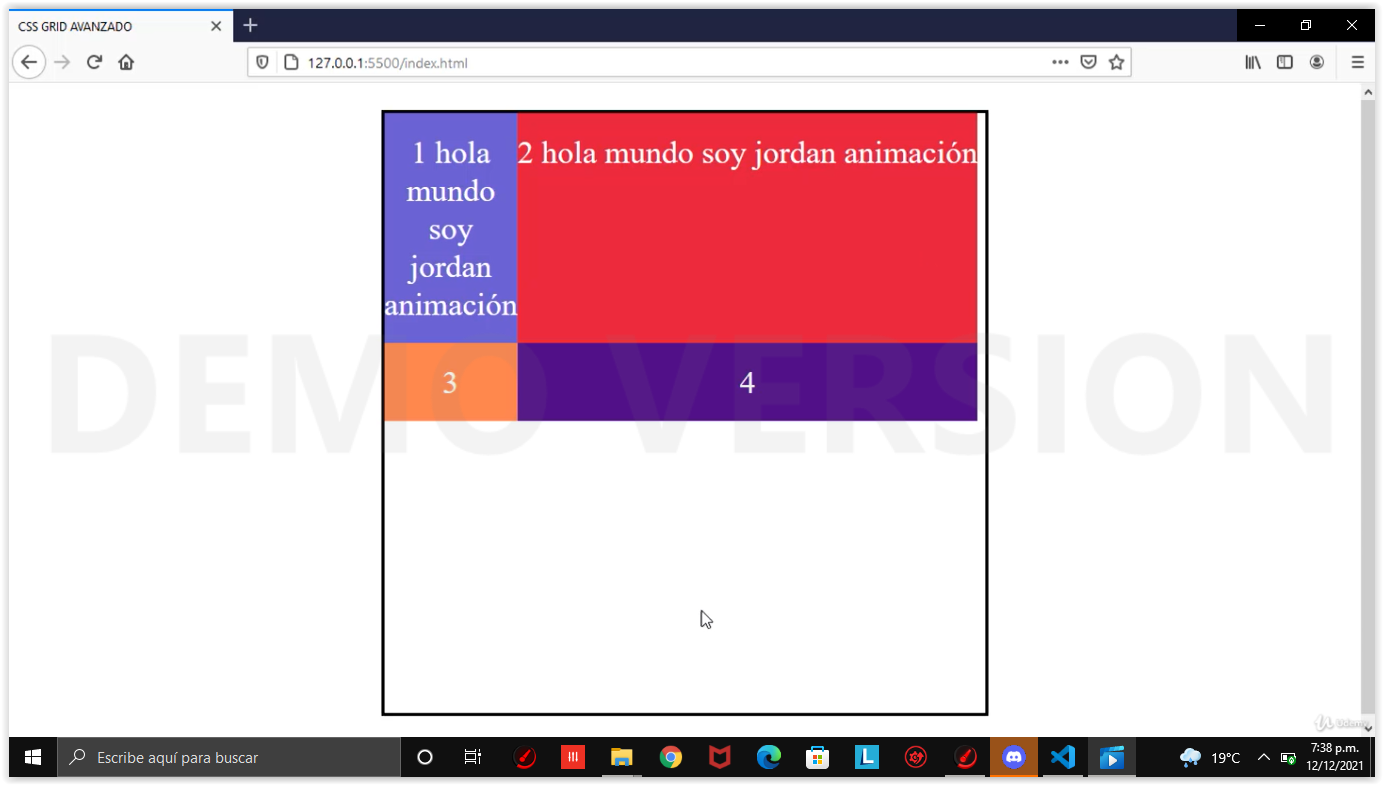 CSS GRID AVANZADO
127.0.0.1:5500/index.html
1 hola
mundo
soy
jordan
animación
2 hola mundo soy jordan animación
3
4
DEMO VERSION
Udemy
Escribe aquí para buscar
L
19°C
7:38 p.m.
12/12/2021